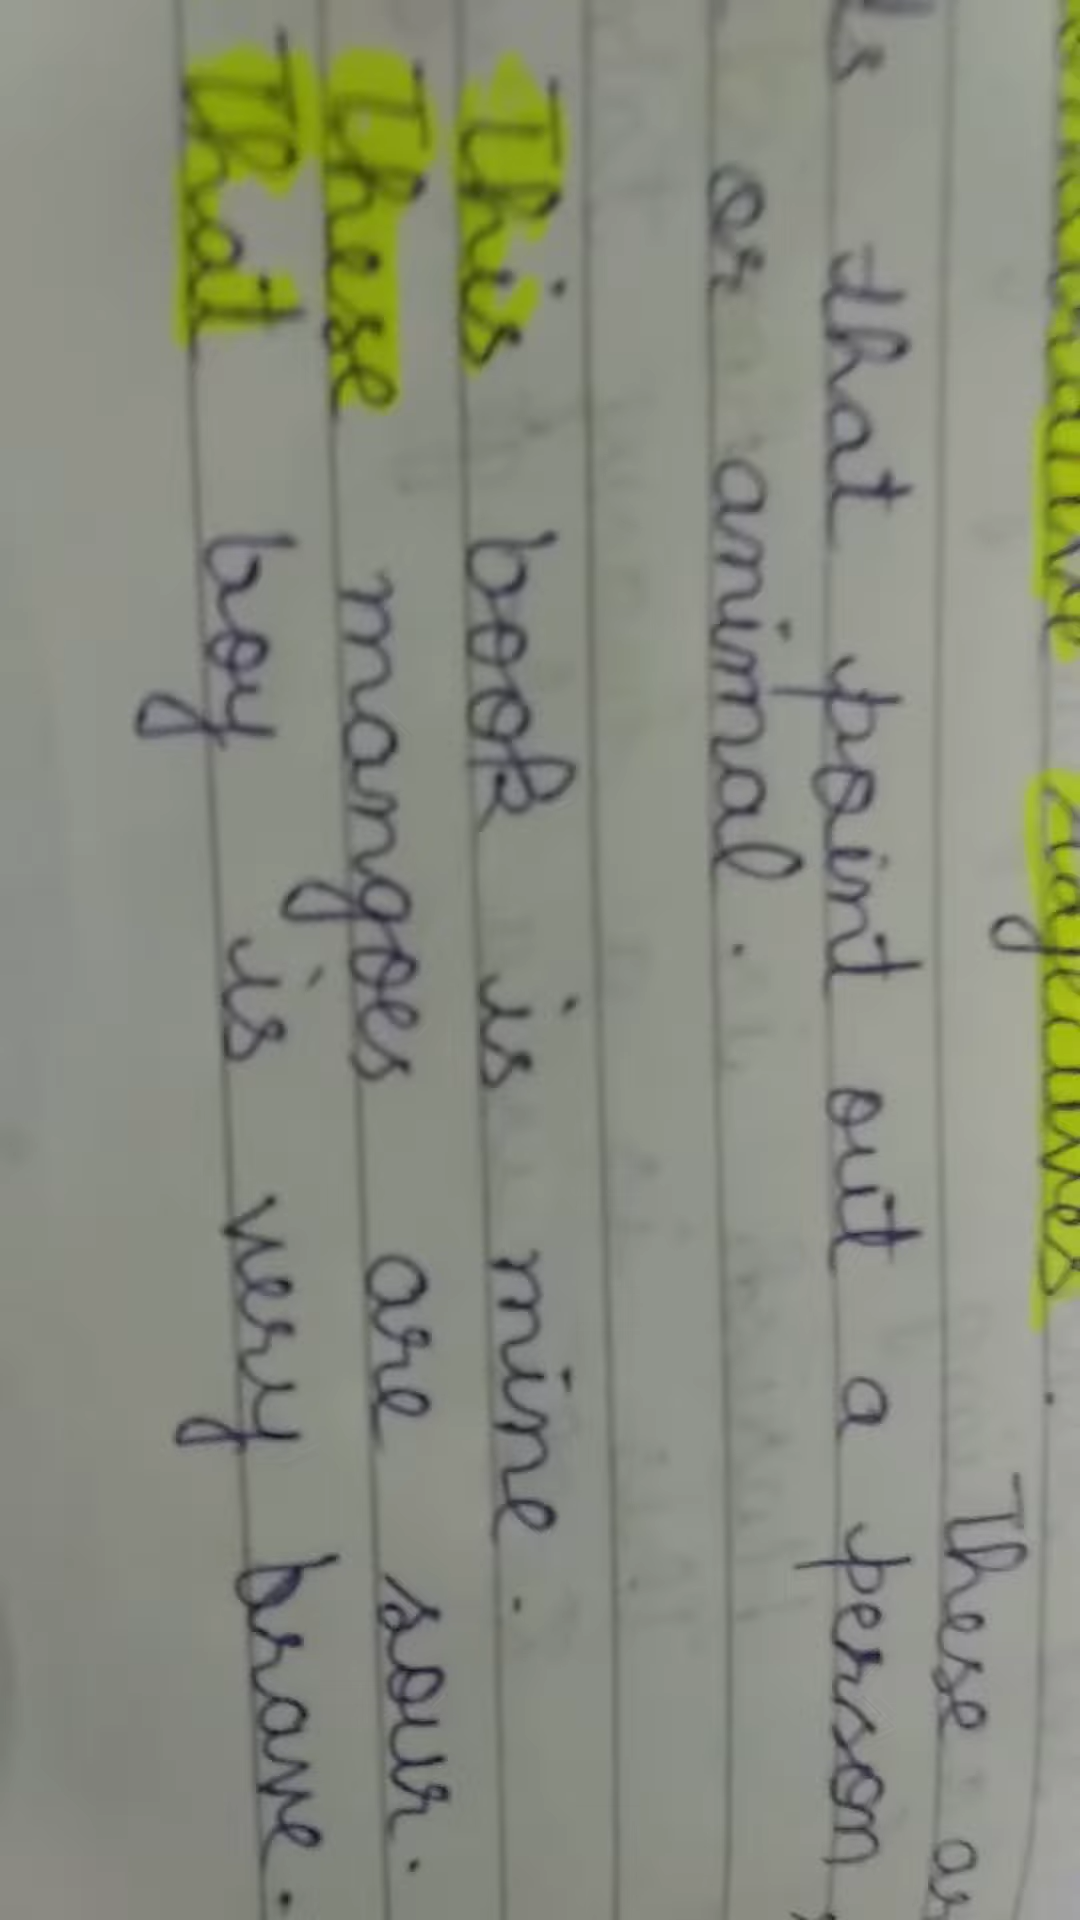 adjectives.
These
that point out a person
or animal.
This book is mine.
These mangoes are sour.
That boy is very brave.